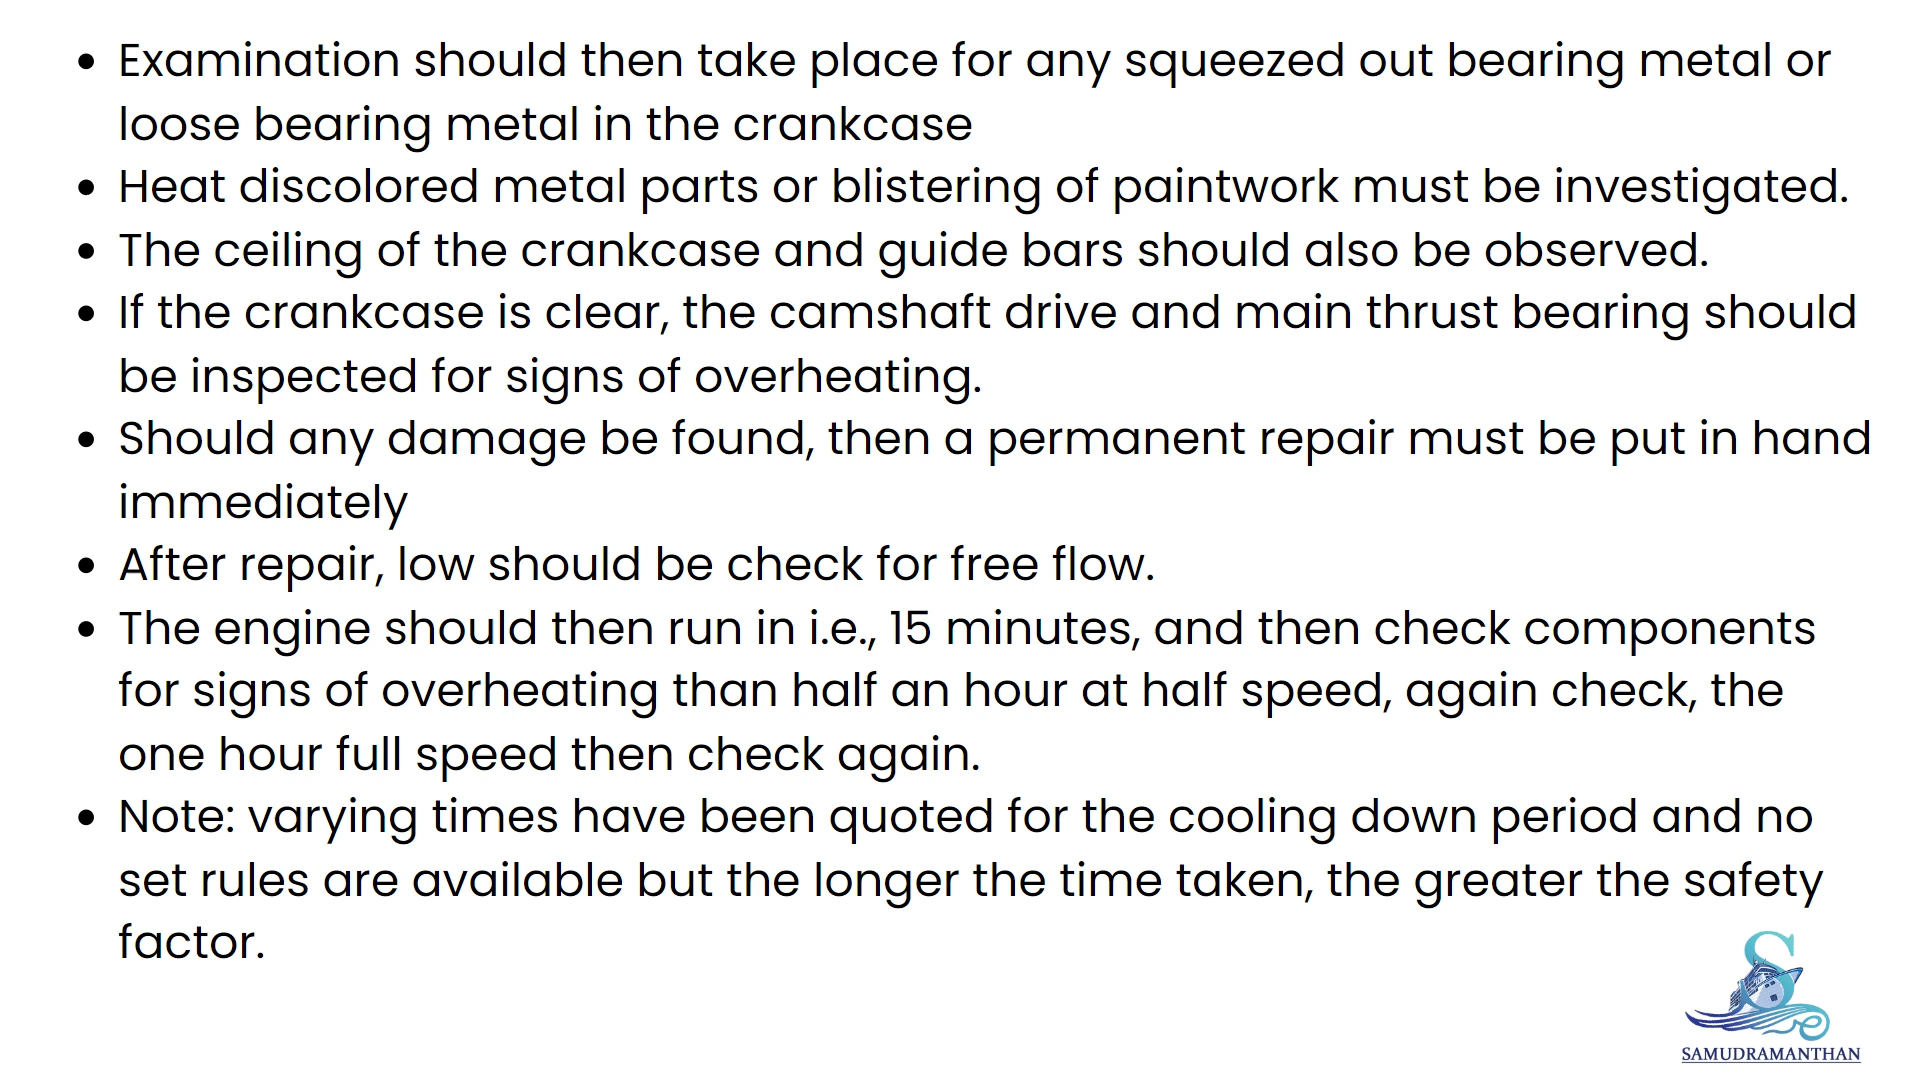 • Examination should then take place for any squeezed out bearing metal or
loose bearing metal in the crankcase
• Heat discolored metal parts or blistering of paintwork must be investigated.
• The ceiling of the crankcase and guide bars should also be observed.
• If the crankcase is clear, the camshaft drive and main thrust bearing should
be inspected for signs of overheating.
• Should any damage be found, then a permanent repair must be put in hand
immediately
• After repair, low should be check for free flow.
• The engine should then run in i.e., 15 minutes, and then check components
for signs of overheating than half an hour at half speed, again check, the
one hour full speed then check again.
• Note: varying times have been quoted for the cooling down period and no
set rules are available but the longer the time taken, the greater the safety
factor.
S
SAMUDRAMANTHAN